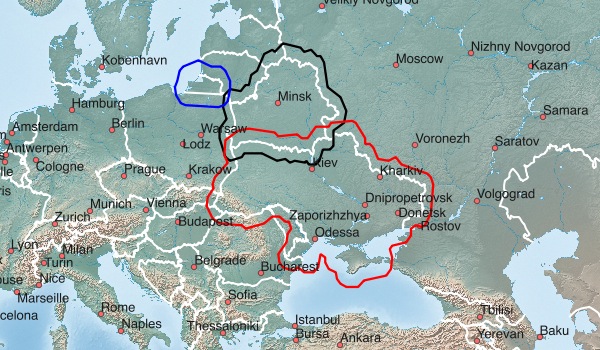 Velikiy Novgorod
Nizhny Novgorod
Moscow
Kobenhavn
Kazan
Hamburg
Minsk
Samara
Amsterdam
Berlin
Warsaw
Voronezh
Saratov
Antwerpen
Lodz
Cologne
Kiev
Prague
Krakow
Kharkiv
Volgograd
Dnipropetrovsk
Munich
Vienna
Zaporizhzhya
Donetsk
Zurich
Budapest
Rostov
Odessa
Lyon
Milan
Turin
Belgrade
Bucharest
Nice
Marseille
Sofia
Rome
Tbilisi
Naples
Istanbul
Thessaloniki
Bursa
Ankara
Yerevan
Baku